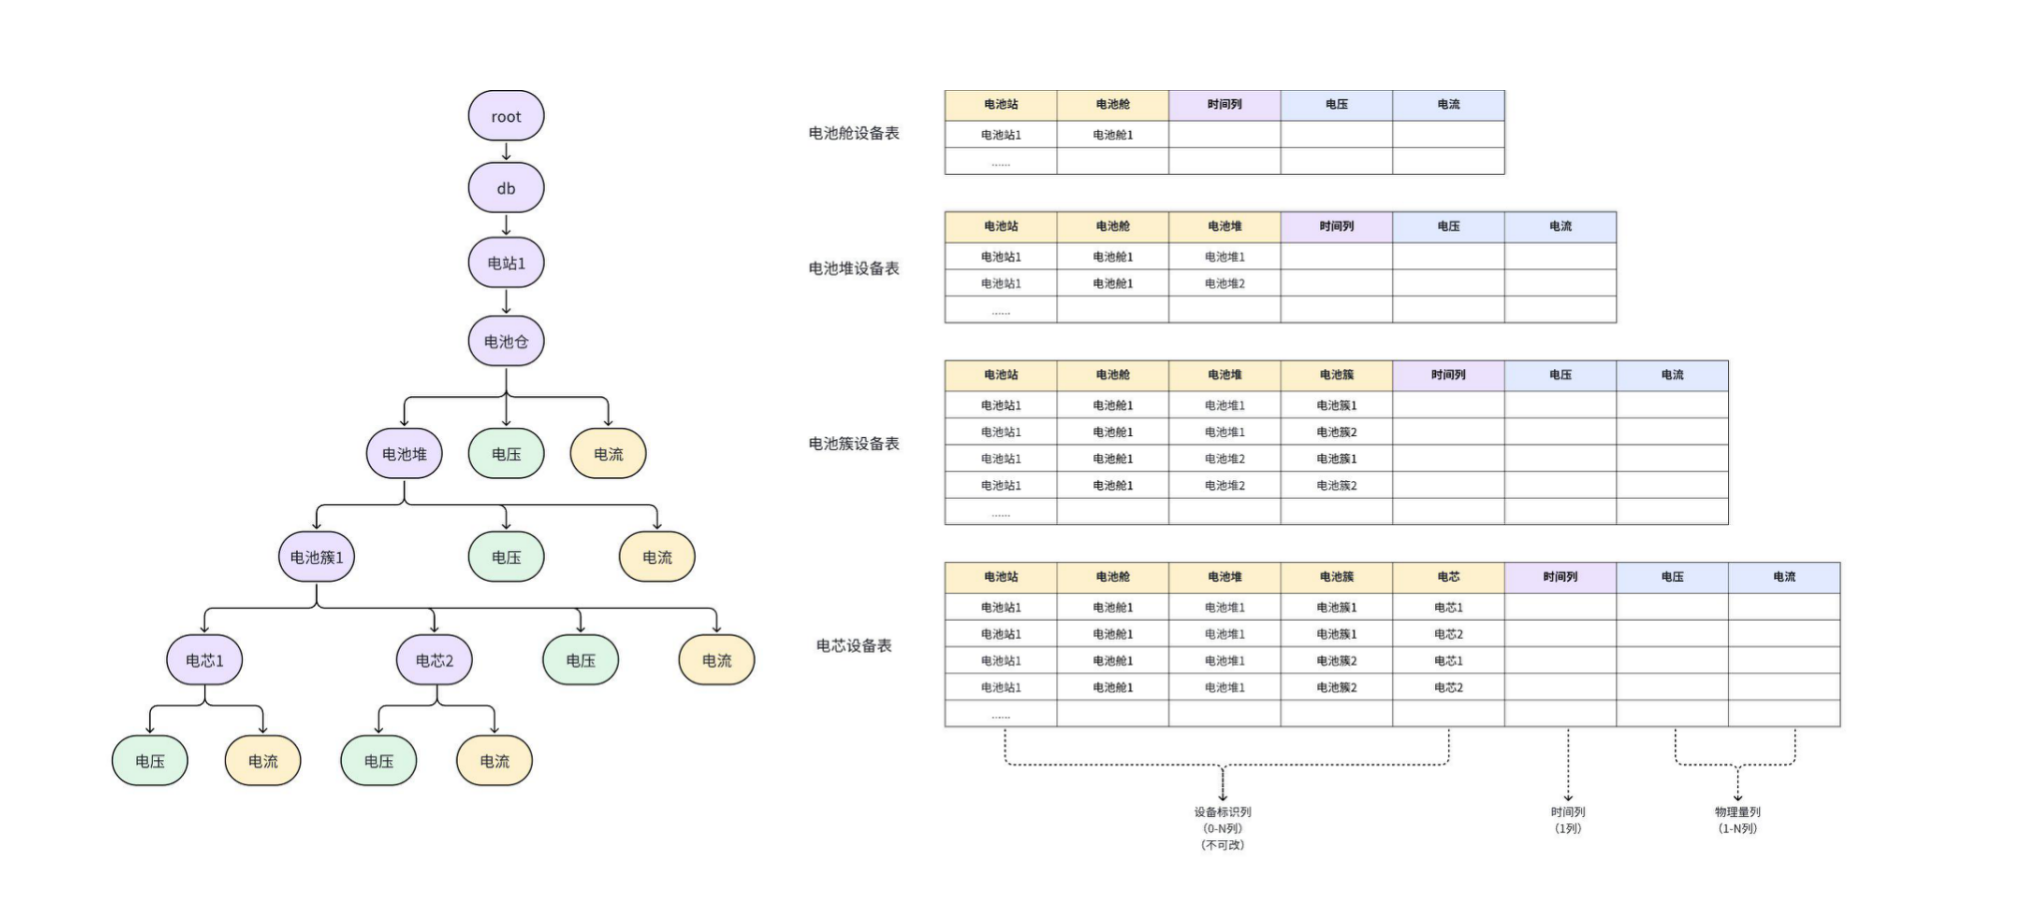 root
db
电站1
电池仓
电池堆 电压 电流
电池簇1 电压 电流
电芯1 电芯2 电压 电流
电压 电流 电压 电流
电池舱设备表
电池站 电池舱 时间列 电压 电流
电池站1 电池舱1
......
电池堆设备表
电池站 电池舱 电池堆 时间列 电压 电流
电池站1 电池舱1 电池堆1
电池站1 电池舱1 电池堆2
......
电池簇设备表
电池站 电池舱 电池堆 电池簇 时间列 电压 电流
电池站1 电池舱1 电池堆1 电池簇1
电池站1 电池舱1 电池堆1 电池簇2
电池站1 电池舱1 电池堆2 电池簇1
电池站1 电池舱1 电池堆2 电池簇2
......
电芯设备表
电池站 电池舱 电池堆 电池簇 电芯 时间列 电压 电流
电池站1 电池舱1 电池堆1 电池簇1 电芯1
电池站1 电池舱1 电池堆1 电池簇1 电芯2
电池站1 电池舱1 电池堆1 电池簇2 电芯1
电池站1 电池舱1 电池堆1 电池簇2 电芯2
......
设备标识列
(0-N列)
(不可改)
时间列
(1列)
物理量列
(1-N列)